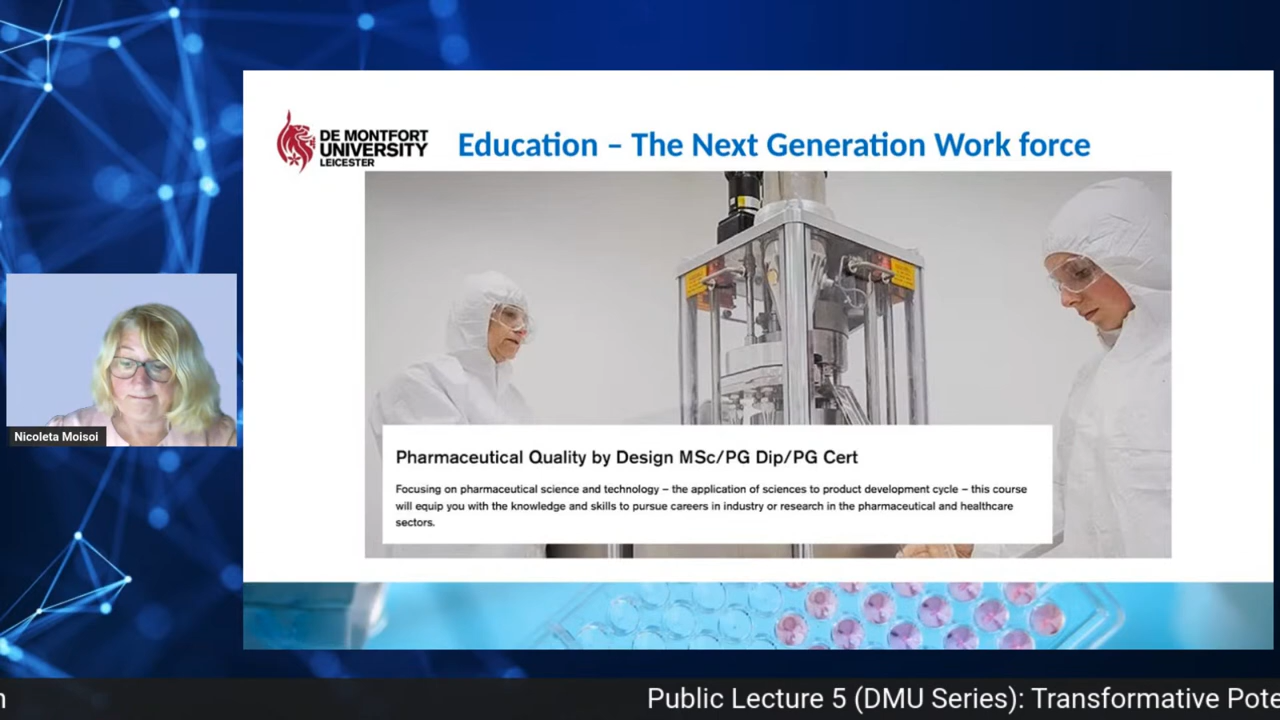 DE MONTFORT
UNIVERSITY
LEICESTER
Education – The Next Generation Work force
Nicoleta Moisoi
Pharmaceutical Quality by Design MSc/PG Dip/PG Cert
Focusing on pharmaceutical science and technology – the application of sciences to product development cycle – this course
will equip you with the knowledge and skills to pursue careers in industry or research in the pharmaceutical and healthcare
sectors.
Public Lecture 5 (DMU Series): Transformative Pote